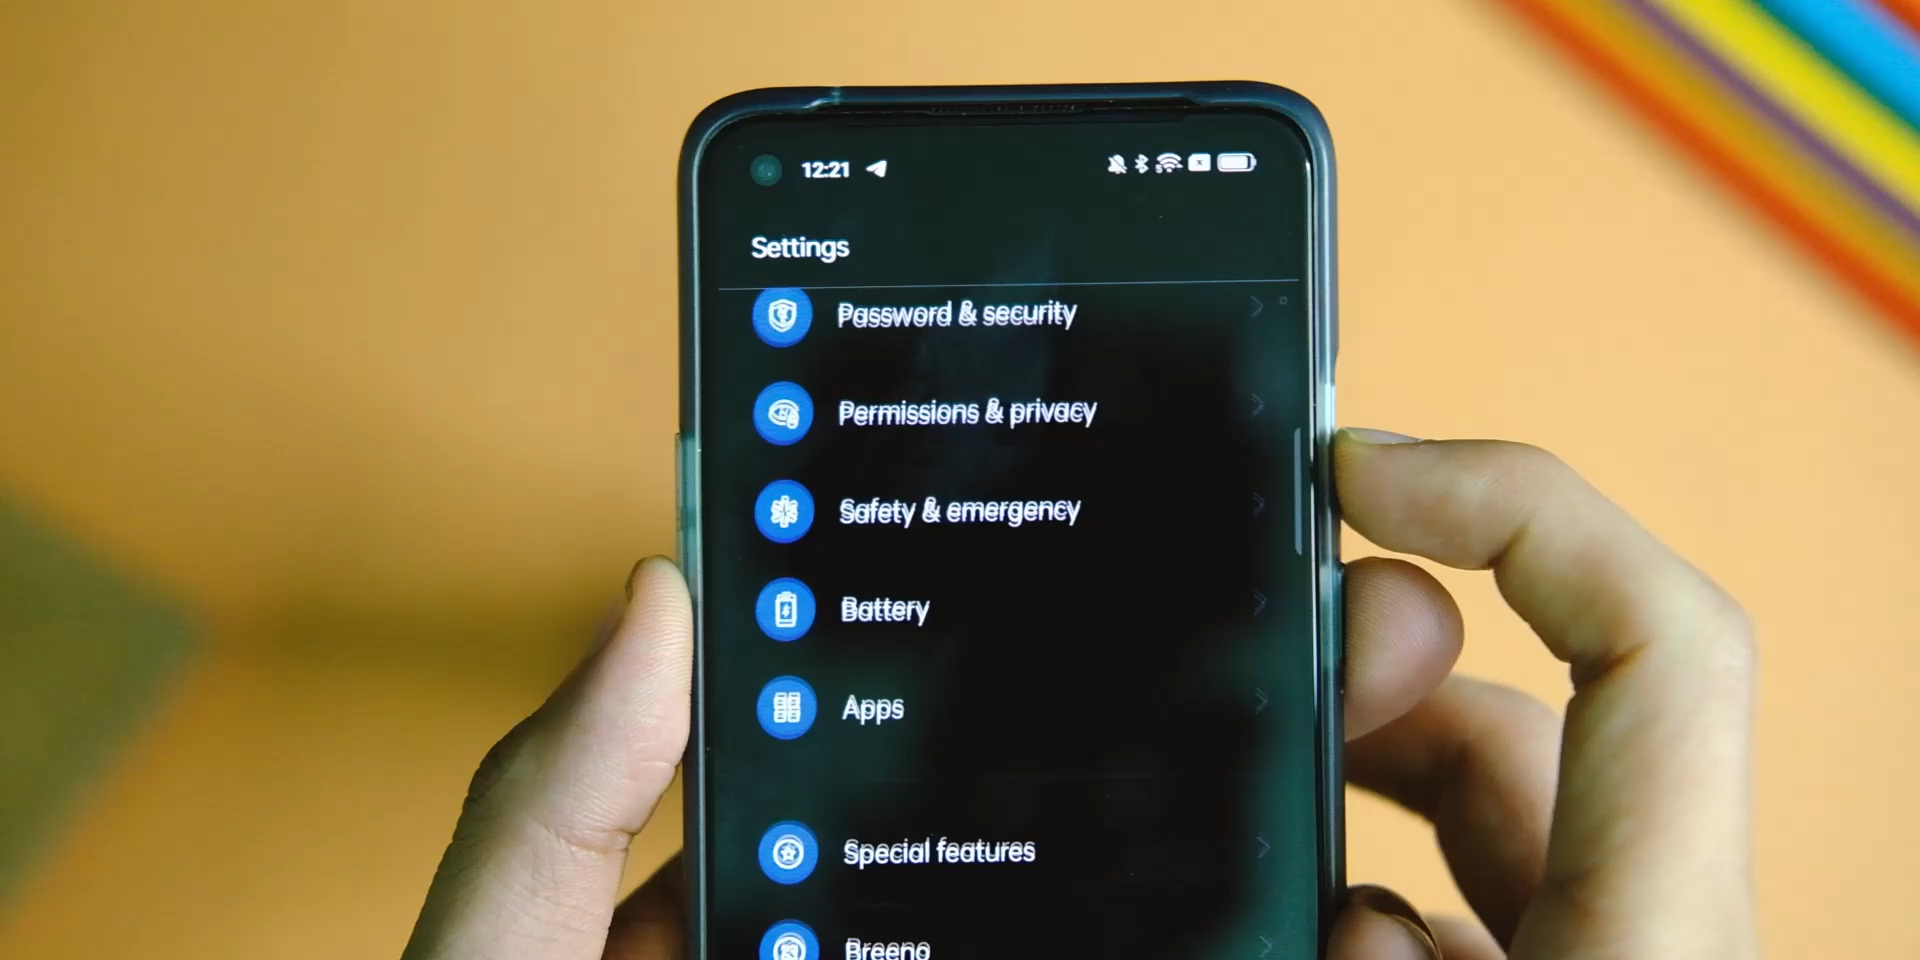 12:21
Settings
Password & security
Permissions & privacy
Safety & emergency
Battery
Apps
Special features
Breeno